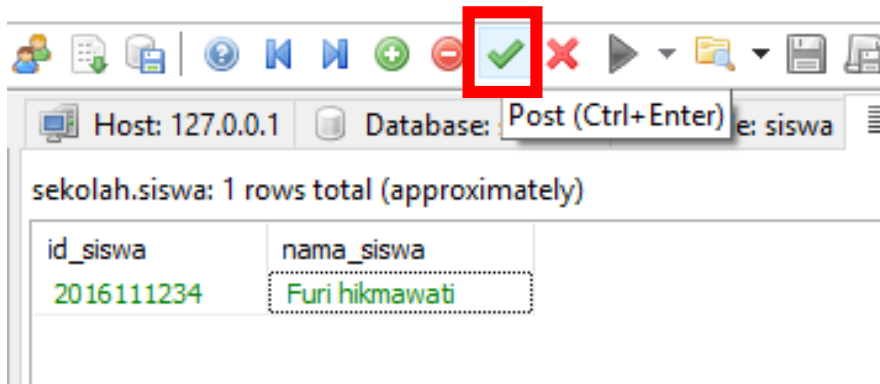 Post (Ctrl+Enter)
Host: 127.0.0.1 Database: e: siswa
sekolah.siswa: 1 rows total (approximately)
id_siswa nama_siswa
2016111234 Furi hikmawati